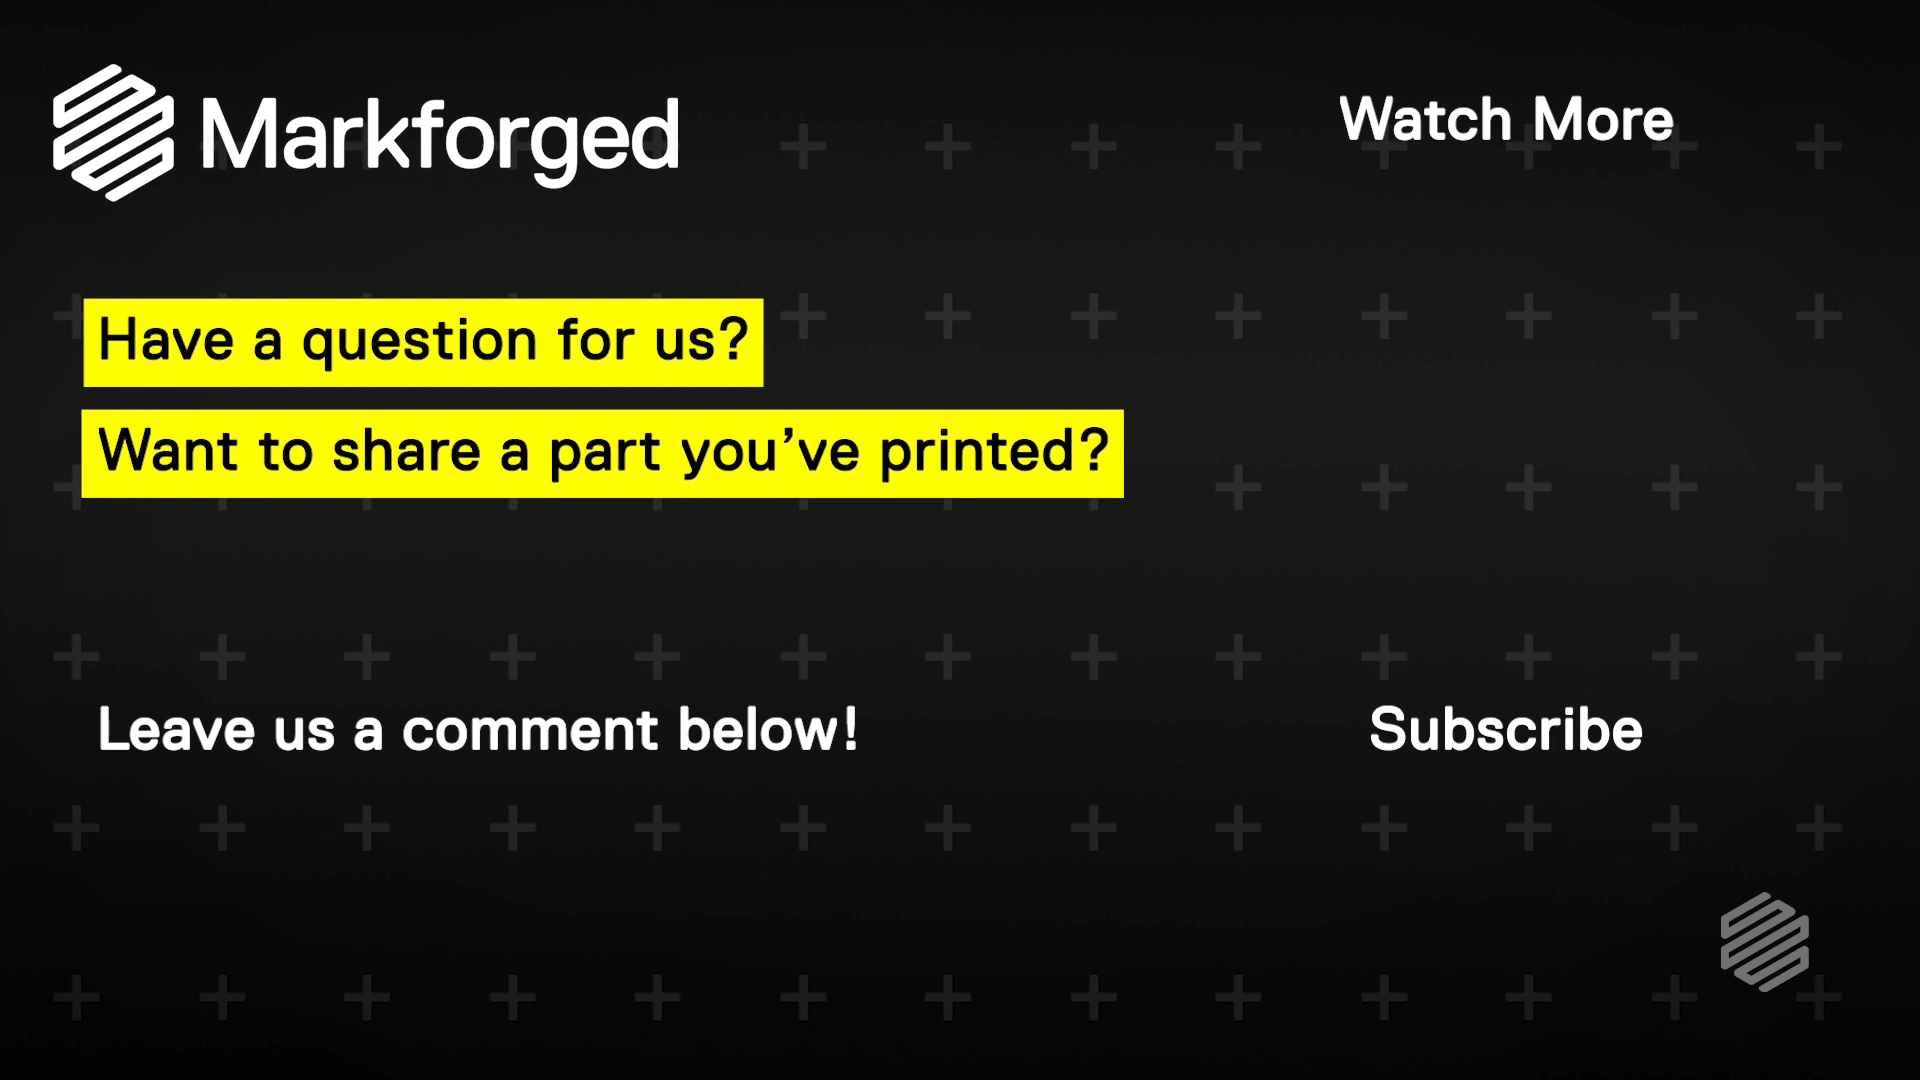 Markforged
Watch More
Have a question for us?
Want to share a part you’ve printed?
Leave us a comment below!
Subscribe